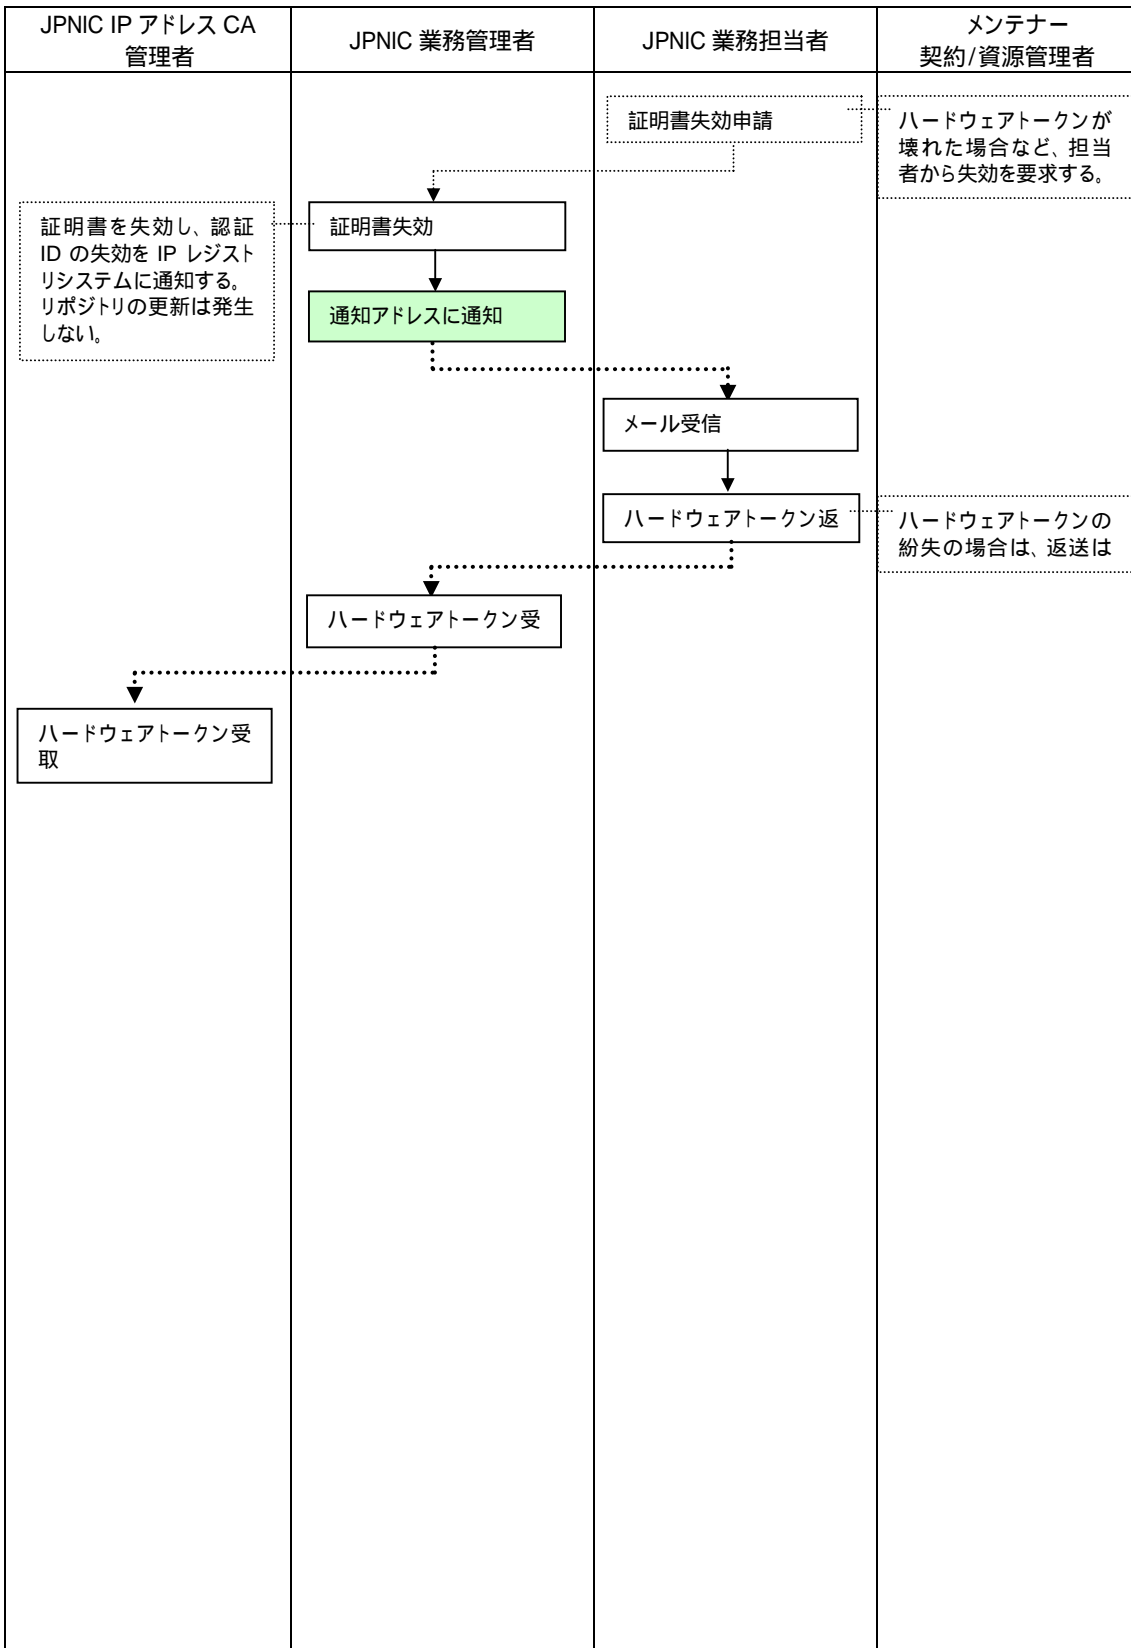 JPNIC IP アドレス CA
管理者
JPNIC 業務管理者
JPNIC 業務担当者
メンテナー
契約/資源管理者
証明書失効申請
ハードウェアトークンが
壊れた場合など、担当
者から失効を要求する。
証明書を失効し、認証
ID の失効を IP レジスト
リシステムに通知する。
リポジトリの更新は発生
しない。
証明書失効
通知アドレスに通知
メール受信
ハードウェアトークン返
ハードウェアトークンの
紛失の場合は、返送は
ハードウェアトークン受
ハードウェアトークン受
取